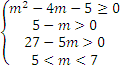 m² − 4m − 5 ≥ 0
5 − m > 0
27 − 5m > 0
5 < m < 7